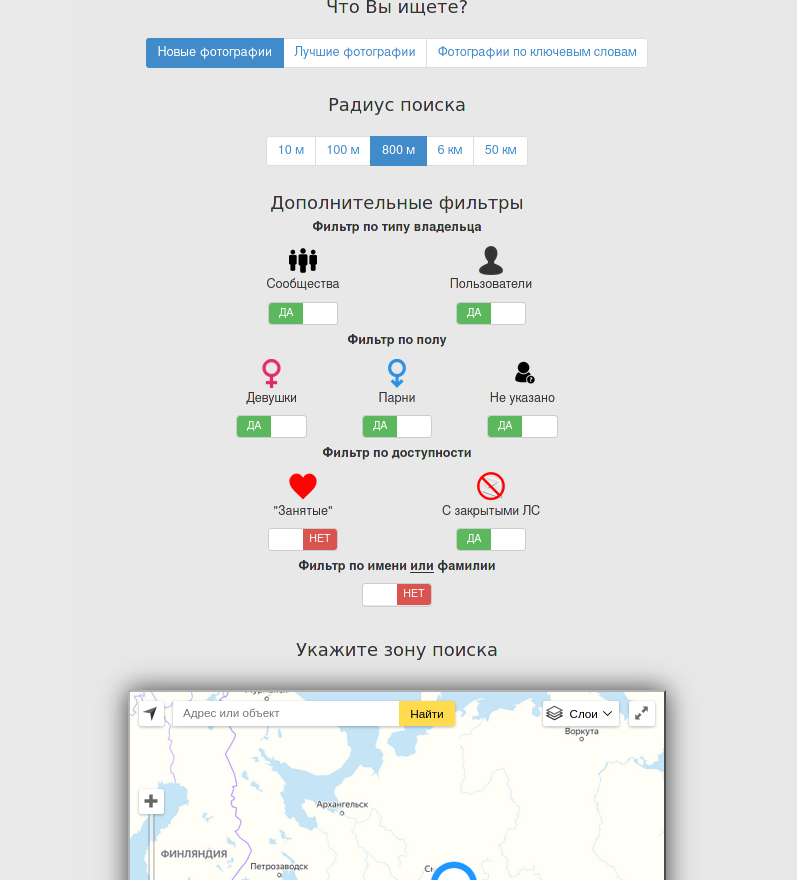 Что Вы ищете?
Новые фотографии Лучшие фотографии Фотографии по ключевым словам
Радиус поиска
10 м 100 м 800 м 6 км 50 км
Дополнительные фильтры
Фильтр по типу владельца
Сообщества Пользователи
ДА ДА
Фильтр по полу
Девушки Парни Не указано
ДА ДА ДА
Фильтр по доступности
"Занятые" С закрытыми ЛС
НЕТ ДА
Фильтр по имени или фамилии
НЕТ
Укажите зону поиска
Адрес или объект Найти Слои
Воркута
Архангельск
ФИНЛЯНДИЯ
Петрозаводск